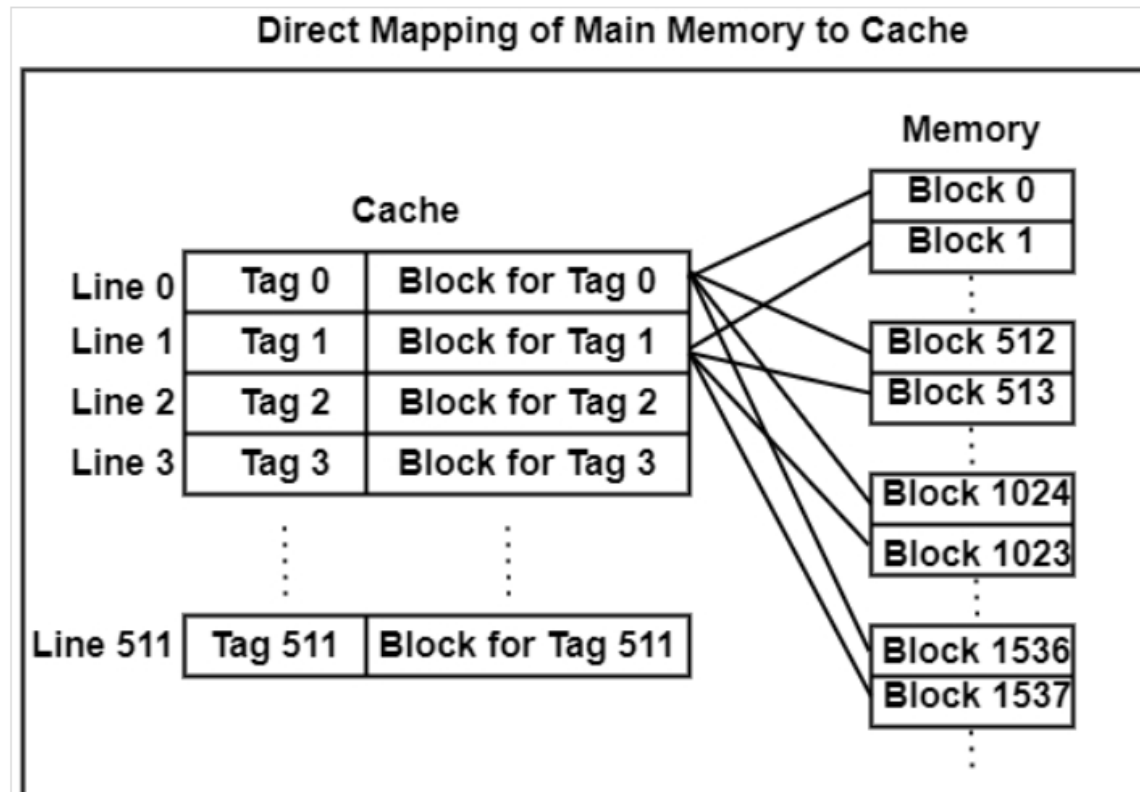 Direct Mapping of Main Memory to Cache
Memory
Block 0
Block 1
Cache
Line 0 Tag 0 Block for Tag 0
Line 1 Tag 1 Block for Tag 1
Line 2 Tag 2 Block for Tag 2
Line 3 Tag 3 Block for Tag 3
Line 511 Tag 511 Block for Tag 511
Block 512
Block 513
Block 1024
Block 1023
Block 1536
Block 1537